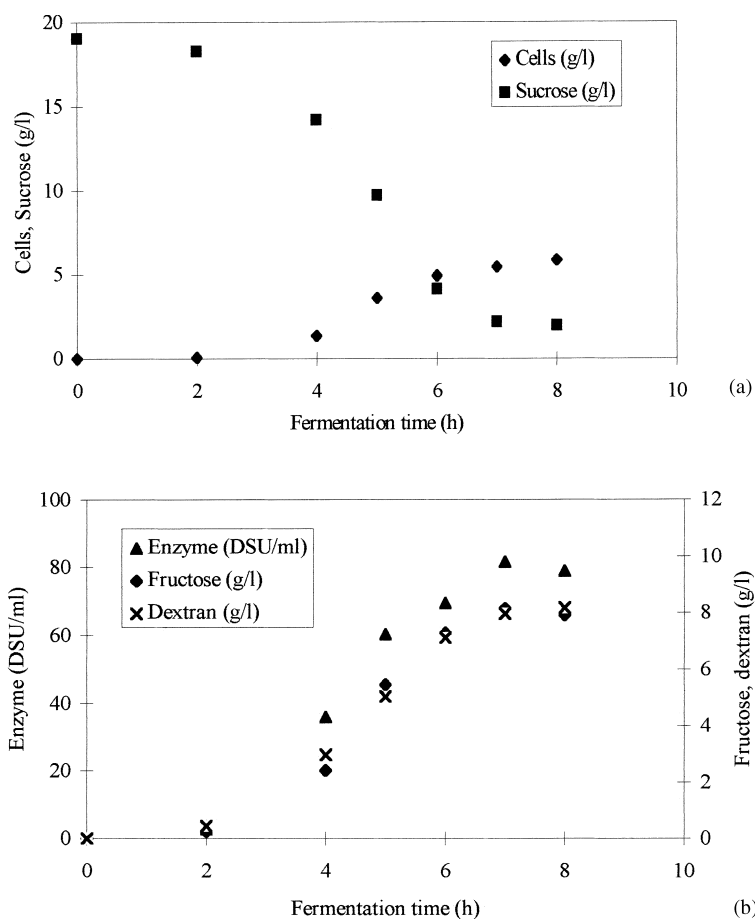 20
15
10
5
0
Cells, Sucrose (g/l)
Cells (g/l)
Sucrose (g/l)
0 2 4 6 8 10
Fermentation time (h)
(a)
100
80
60
40
20
0
Enzyme (DSU/ml)
Enzyme (DSU/ml)
Fructose (g/l)
Dextran (g/l)
12
10
8
6
4
2
0
Fructose, dextran (g/l)
0 2 4 6 8 10
Fermentation time (h)
(b)